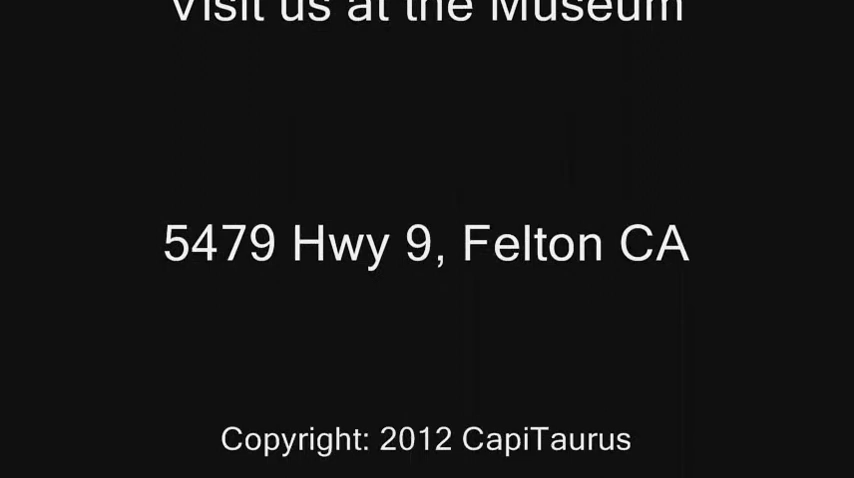 Visit us at the Museum
5479 Hwy 9, Felton CA
Copyright: 2012 CapiTaurus